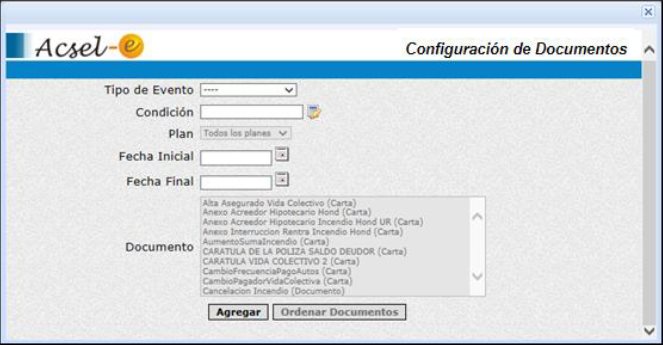 Acsel-e
Configuración de Documentos
Tipo de Evento ----
Condición
Plan Todos los planes
Fecha Inicial
Fecha Final
Documento
Alta Asegurado Vida Colectivo (Carta)
Anexo Acreedor Hipotecario Hond (Carta)
Anexo Acreedor Hipotecario Incendio Hond UR (Carta)
Anexo Interruccion Rentra Incendio Hond (Carta)
AumentoSumaIncendio (Carta)
CARATULA DE LA POLIZA SALDO DEUDOR (Carta)
CARATULA VIDA COLECTIVO 2 (Carta)
CambioFrecuenciaPagoAutos (Carta)
CambioPagadorVidaColectiva (Carta)
Cancelacion Incendio (Documento)
Agregar Ordenar Documentos